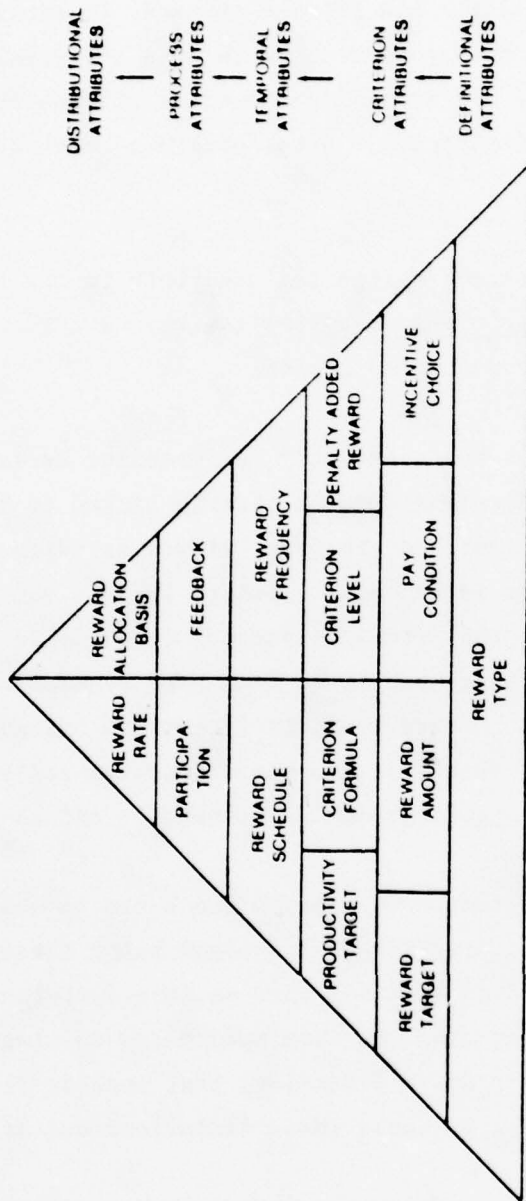 REWARD
RATE
REWARD
ALLOCATION
BASIS
DISTRIBUTIONAL
ATTRIBUTES
PARTICIPA-
TION
FEEDBACK
PROCESS
ATTRIBUTES
REWARD
SCHEDULE
REWARD
FREQUENCY
TEMPORAL
ATTRIBUTES
PRODUCTIVITY
TARGET
CRITERION
FORMULA
CRITERION
LEVEL
PENALTY ADDED
REWARD
CRITERION
ATTRIBUTES
REWARD
TARGET
REWARD
AMOUNT
PAY
CONDITION
INCENTIVE
CHOICE
REWARD
TYPE
DEFINITIONAL
ATTRIBUTES